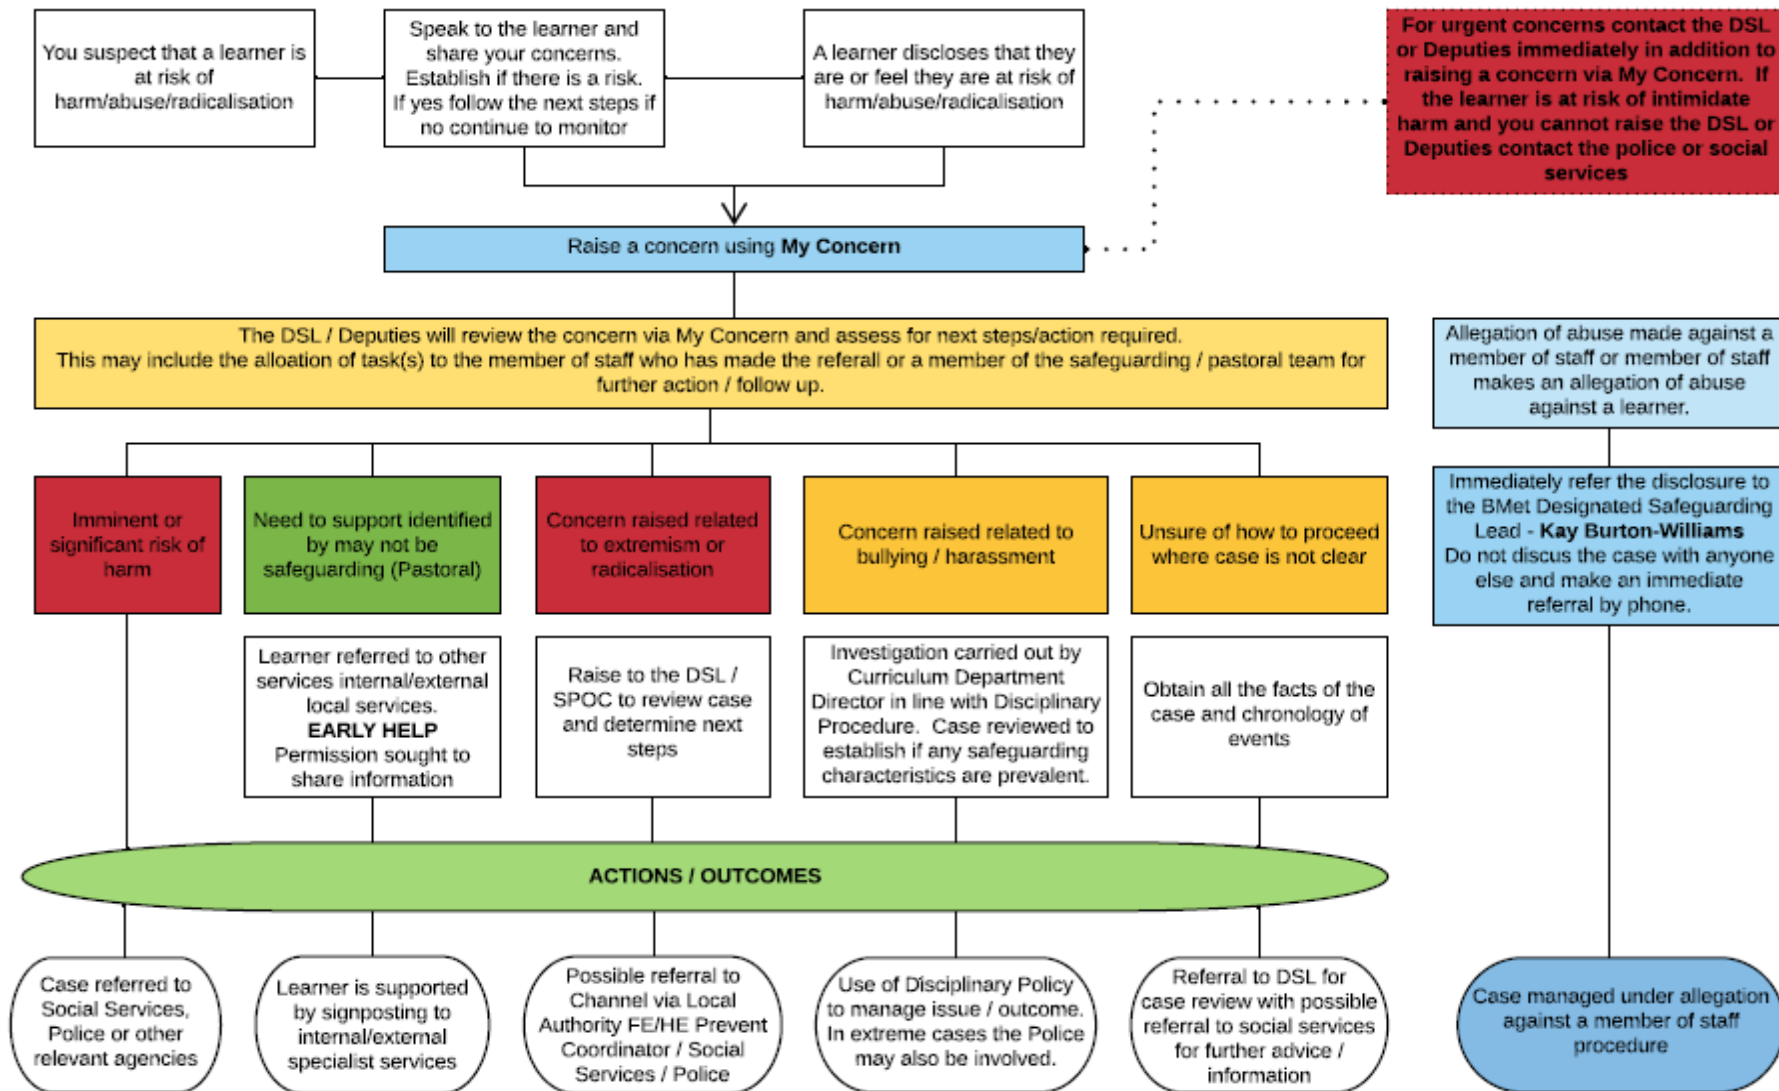 You suspect that a learner is
at risk of
harm/abuse/radicalisation
Speak to the learner and
share your concerns.
Establish if there is a risk.
If yes follow the next steps if
no continue to monitor
A learner discloses that they
are or feel they are at risk of
harm/abuse/radicalisation
For urgent concerns contact the DSL
or Deputies immediately in addition to
raising a concern via My Concern. If
the learner is at risk of intimidate
harm and you cannot raise the DSL or
Deputies contact the police or social
services
Raise a concern using My Concern
The DSL / Deputies will review the concern via My Concern and assess for next steps/action required.
This may include the alloation of task(s) to the member of staff who has made the referall or a member of the safeguarding / pastoral team for
further action / follow up.
Allegation of abuse made against a
member of staff or member of staff
makes an allegation of abuse
against a learner.
Imminent or
significant risk of
harm
Need to support identified
by may not be
safeguarding (Pastoral)
Concern raised related
to extremism or
radicalisation
Concern raised related to
bullying / harassment
Unsure of how to proceed
where case is not clear
Immediately refer the disclosure to
the BMet Designated Safeguarding
Lead - Kay Burton-Williams
Do not discus the case with anyone
else and make an immediate
referral by phone.
Learner referred to other
services internal/external
local services.
EARLY HELP
Permission sought to
share information
Raise to the DSL /
SPOC to review case
and determine next
steps
Investigation carried out by
Curriculum Department
Director in line with Disciplinary
Procedure. Case reviewed to
establish if any safeguarding
characteristics are prevalent.
Obtain all the facts of the
case and chronology of
events
ACTIONS / OUTCOMES
Case referred to
Social Services,
Police or other
relevant agencies
Learner is supported
by signposting to
internal/external
specialist services
Possible referral to
Channel via Local
Authority FE/HE Prevent
Coordinator / Social
Services / Police
Use of Disciplinary Policy
to manage issue / outcome.
In extreme cases the Police
may also be involved.
Referral to DSL for
case review with possible
referral to social services
for further advice /
information
Case managed under allegation
against a member of staff
procedure